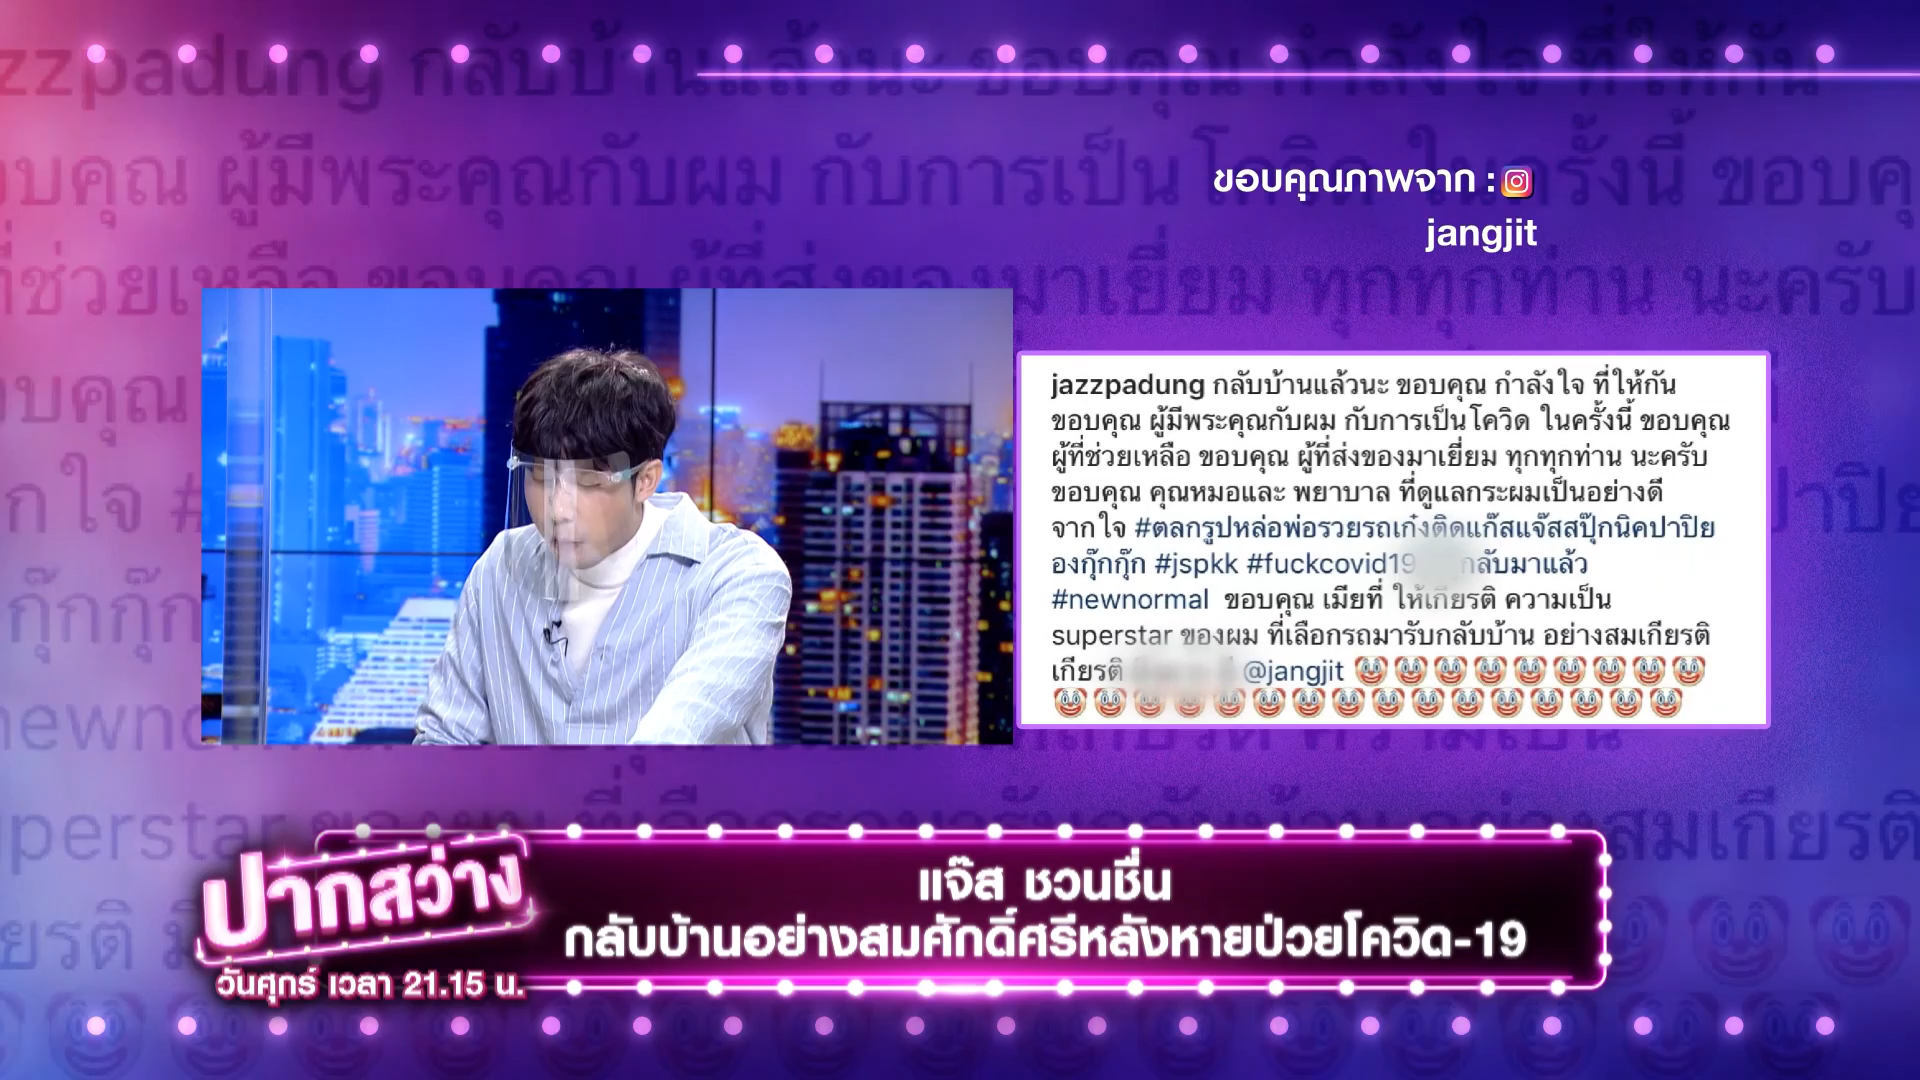 ขอบคุณภาพจาก :
jangjit
jazzpadung กลับบ้านแล้วนะ ขอบคุณ กำลังใจ ที่ให้กัน
ขอบคุณ ผู้มีพระคุณกับผม กับการเป็นโควิด ในครั้งนี้ ขอบคุณ
ผู้ที่ช่วยเหลือ ขอบคุณ ผู้ที่ส่งของมาเยี่ยม ทุกทุกท่าน นะครับ
ขอบคุณ คุณหมอและ พยาบาล ที่ดูแลกระผมเป็นอย่างดี
จากใจ #ตลกรูปหล่อพ่อรวยรถเก๋งติดแก๊สแจ๊สสปุ๊กนิคปาปิย
องกุ๊กกุ๊ก #jspkk #fuckcovid19 กลับมาแล้ว
#newnormal ขอบคุณ เมียที่ ให้เกียรติ ความเป็น
superstar ของผม ที่เลือกรถมารับกลับบ้าน อย่างสมเกียรติ
เกียรติ @jangjit 🤡🤡🤡🤡🤡🤡🤡🤡🤡
🤡🤡🤡🤡🤡🤡🤡🤡🤡🤡🤡🤡🤡🤡🤡🤡
ปากสว่าง
วันศุกร์ เวลา 21.15 น.
แจ๊ส ชวนชื่น
กลับบ้านอย่างสมศักดิ์ศรีหลังหายป่วยโควิด-19